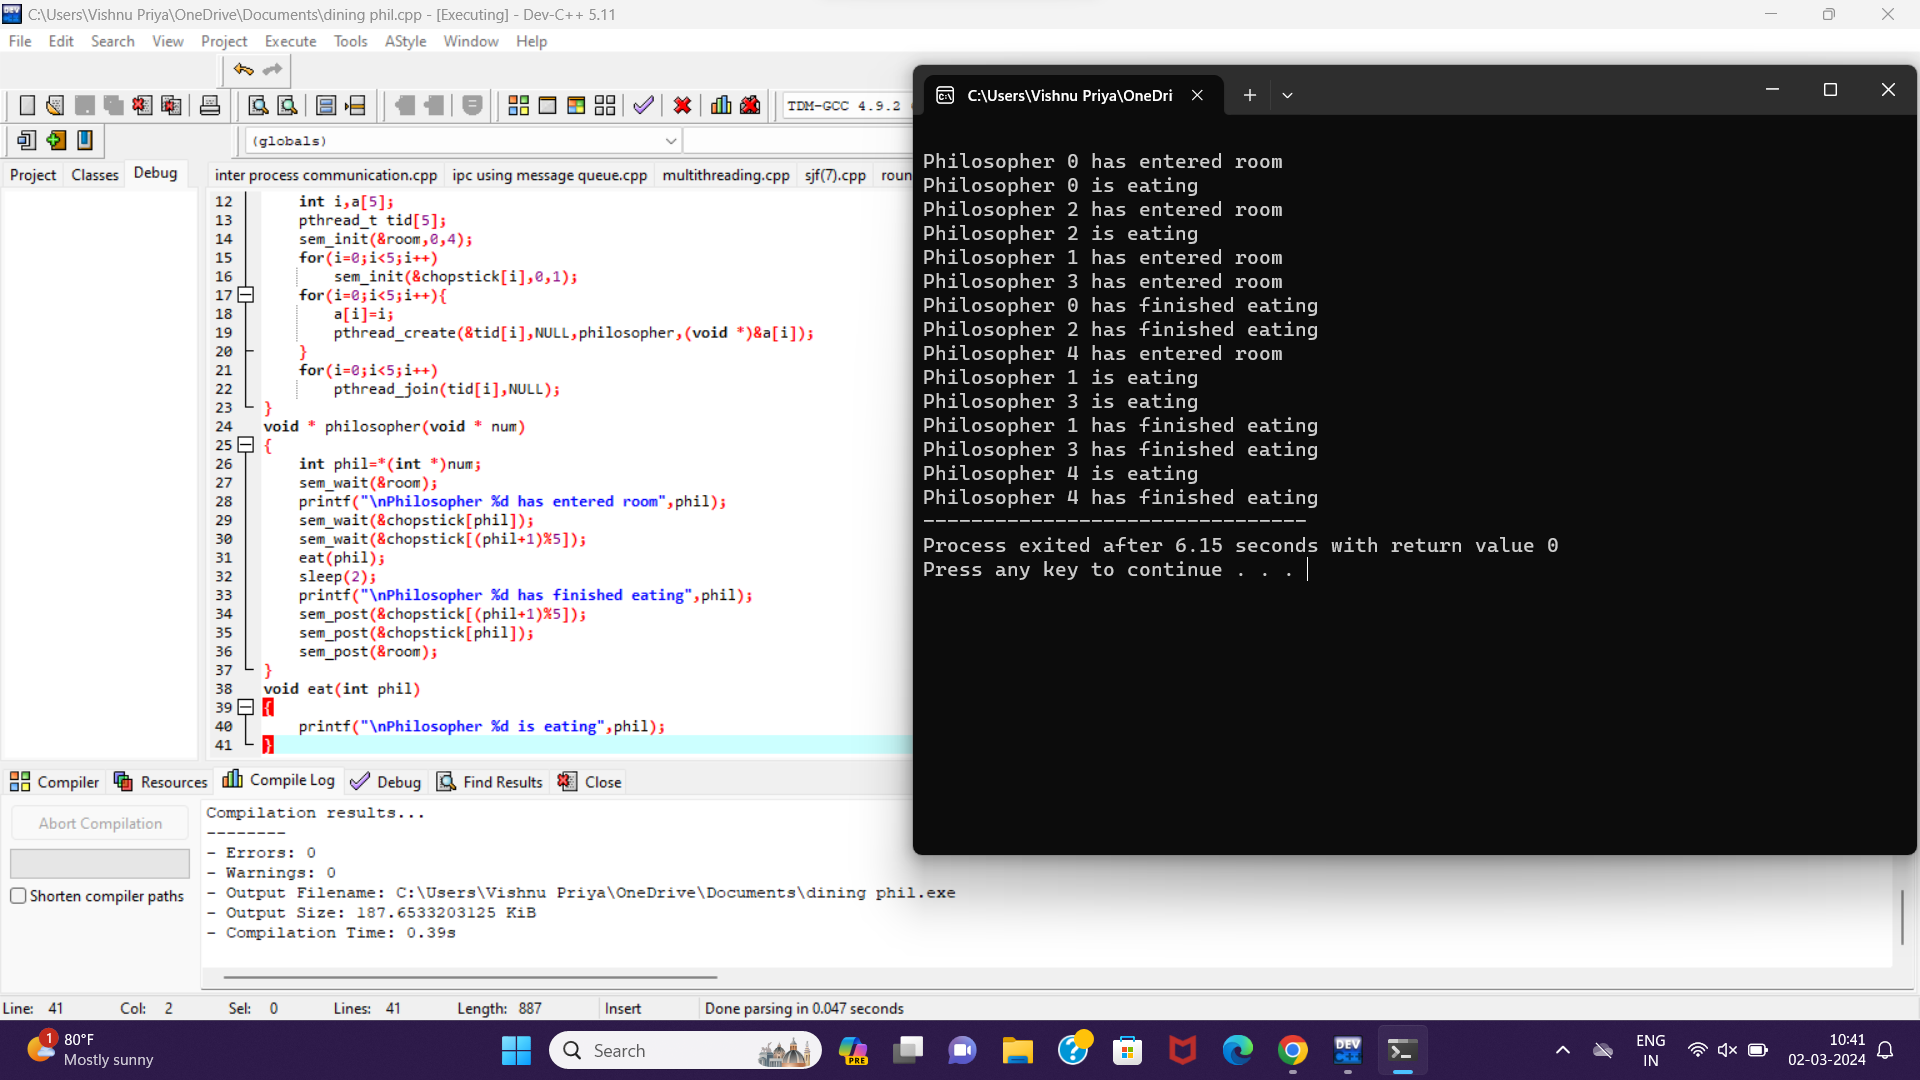 C:\Users\Vishnu Priya\OneDrive\Documents\dining phil.cpp - [Executing] - Dev-C++ 5.11
File Edit Search View Project Execute Tools AStyle Window Help
TDM-GCC 4.9.2
(globals)
Project Classes Debug
inter process communication.cpp ipc using message queue.cpp multithreading.cpp sjf(7).cpp roun
12 int i,a[5];
13 pthread_t tid[5];
14 sem_init(&room,0,4);
15 for(i=0;i<5;i++)
16 sem_init(&chopstick[i],0,1);
17 for(i=0;i<5;i++){
18 a[i]=i;
19 pthread_create(&tid[i],NULL,philosopher,(void *)&a[i]);
20 }
21 for(i=0;i<5;i++)
22 pthread_join(tid[i],NULL);
23 }
24 void * philosopher(void * num)
25 {
26 int phil=*(int *)num;
27 sem_wait(&room);
28 printf("\nPhilosopher %d has entered room",phil);
29 sem_wait(&chopstick[phil]);
30 sem_wait(&chopstick[(phil+1)%5]);
31 eat(phil);
32 sleep(2);
33 printf("\nPhilosopher %d has finished eating",phil);
34 sem_post(&chopstick[(phil+1)%5]);
35 sem_post(&chopstick[phil]);
36 sem_post(&room);
37 }
38 void eat(int phil)
39 {
40 printf("\nPhilosopher %d is eating",phil);
41 }
C:\Users\Vishnu Priya\OneDri
Philosopher 0 has entered room
Philosopher 0 is eating
Philosopher 2 has entered room
Philosopher 2 is eating
Philosopher 1 has entered room
Philosopher 3 has entered room
Philosopher 0 has finished eating
Philosopher 2 has finished eating
Philosopher 4 has entered room
Philosopher 1 is eating
Philosopher 3 is eating
Philosopher 1 has finished eating
Philosopher 3 has finished eating
Philosopher 4 is eating
Philosopher 4 has finished eating
--------------------------------
Process exited after 6.15 seconds with return value 0
Press any key to continue . . .
Compiler Resources Compile Log Debug Find Results Close
Abort Compilation
Shorten compiler paths
Compilation results...
--------
- Errors: 0
- Warnings: 0
- Output Filename: C:\Users\Vishnu Priya\OneDrive\Documents\dining phil.exe
- Output Size: 187.6533203125 KiB
- Compilation Time: 0.39s
Line: 41 Col: 2 Sel: 0 Lines: 41 Length: 887 Insert Done parsing in 0.047 seconds
1
80°F
Mostly sunny
Search
PRE
DEV
C++
ENG
IN
10:41
02-03-2024